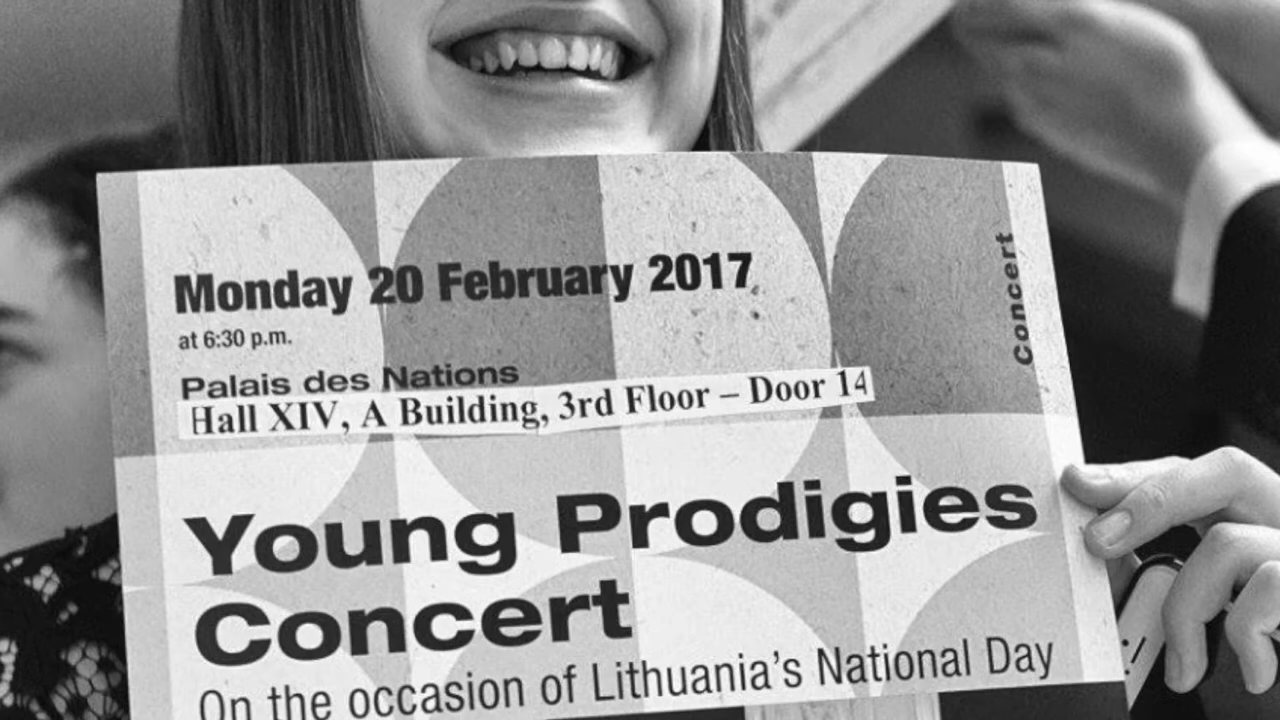 Monday 20 February 2017
at 6:30 p.m.
Palais des Nations
Hall XIV, A Building, 3rd Floor – Door 14
Concert
Young Prodigies
Concert
On the occasion of Lithuania's National Day